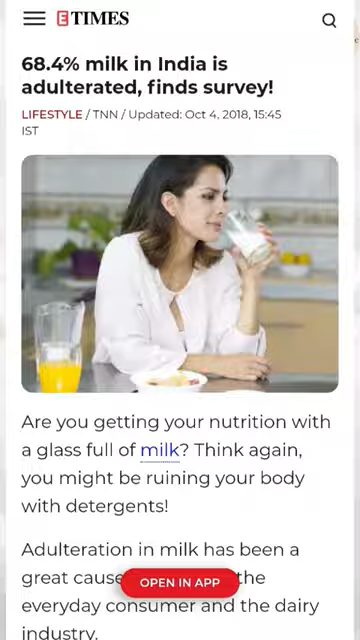 E TIMES
68.4% milk in India is
adulterated, finds survey!
LIFESTYLE / TNN / Updated: Oct 4, 2018, 15:45
IST
Are you getting your nutrition with
a glass full of milk? Think again,
you might be ruining your body
with detergents!
Adulteration in milk has been a
great cause the
OPEN IN APP
everyday consumer and the dairy
industry.